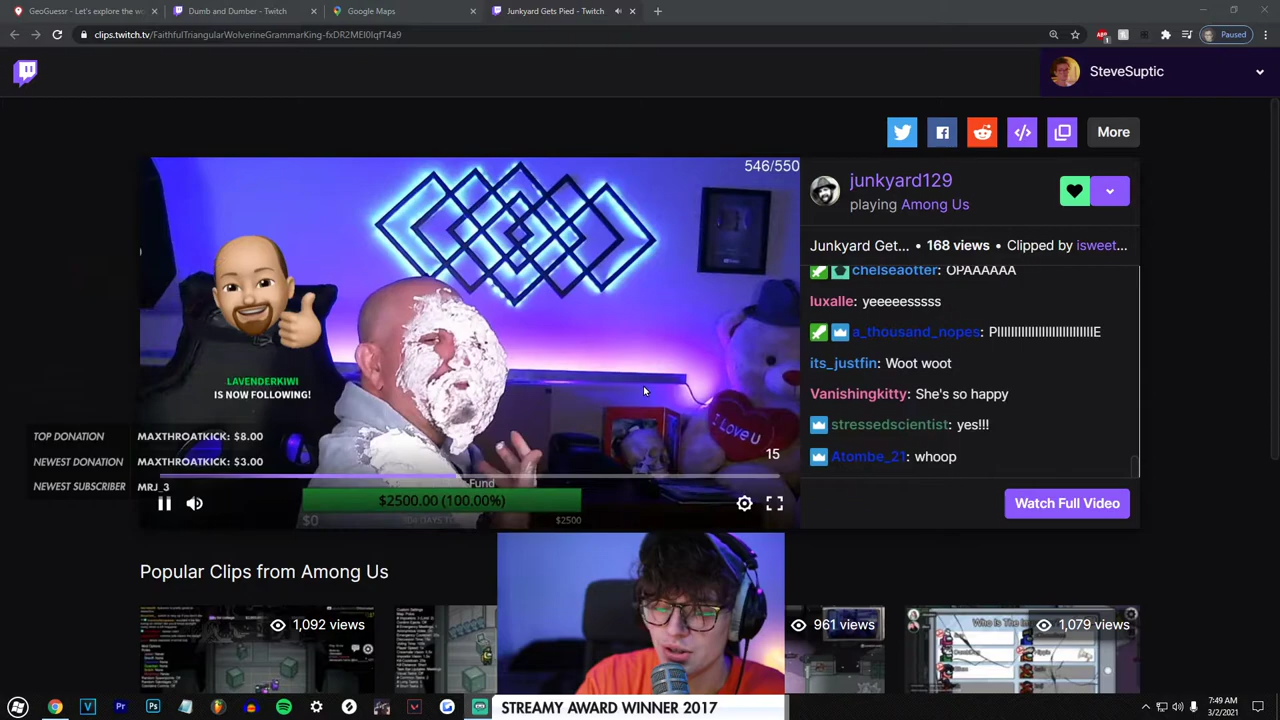 GeoGuessr - Let's explore the w
Dumb and Dumber - Twitch
Google Maps
Junkyard Gets Pied - Twitch
clips.twitch.tv/FaithfulTriangularWolverineGrammarKing-fxDR2MEI0IqtT4a9
Paused
SteveSuptic
More
546/550
junkyard129
playing Among Us
Junkyard Get... • 168 views • Clipped by isweet...
chelseaotter: OPAAAAAA
luxalle: yeeeeesssss
a_thousand_nopes: PIIIIIIIIIIIIIIIIIIIIIIIIIIE
its_justfin: Woot woot
Vanishingkitty: She's so happy
stressedscientist: yes!!!
Atombe_21: whoop
Watch Full Video
LAVENDERKIWI
IS NOW FOLLOWING!
I Love U
TOP DONATION MAXTHROATKICK: $8.00
NEWEST DONATION MAXTHROATKICK: $3.00
NEWEST SUBSCRIBER MRJ_3
15
Fund
$2500.00 (100.00%)
$0
$2500
Popular Clips from Among Us
1,092 views
961 views
1,079 views
Who Is The
STREAMY AWARD WINNER 2017
7:49 AM
3/2/2021